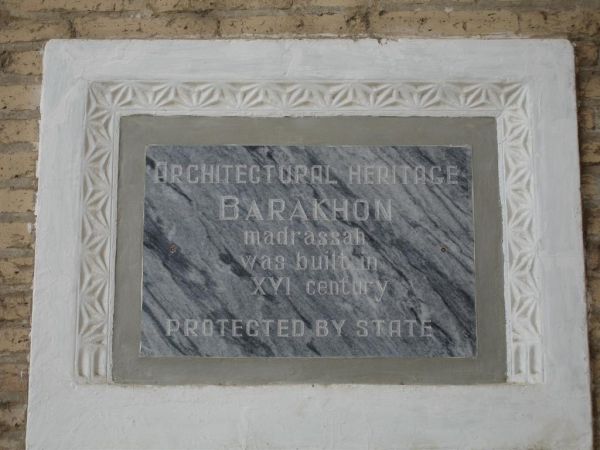 ARCHITECTURAL HERITAGE
BARAKHON
madrassah
was built in
XVI century
PROTECTED BY STATE